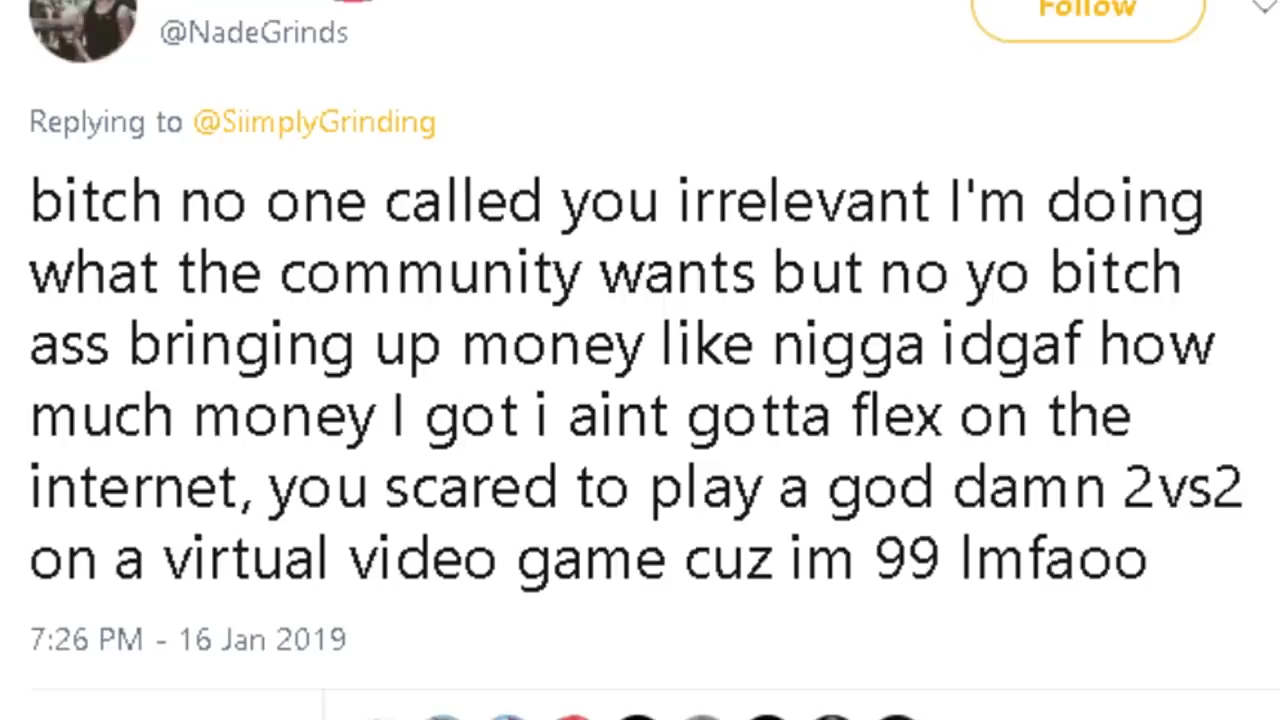 Follow
@NadeGrinds
Replying to @SiimplyGrinding
bitch no one called you irrelevant I'm doing
what the community wants but no yo bitch
ass bringing up money like nigga idgaf how
much money I got i aint gotta flex on the
internet, you scared to play a god damn 2vs2
on a virtual video game cuz im 99 lmfaoo
7:26 PM - 16 Jan 2019